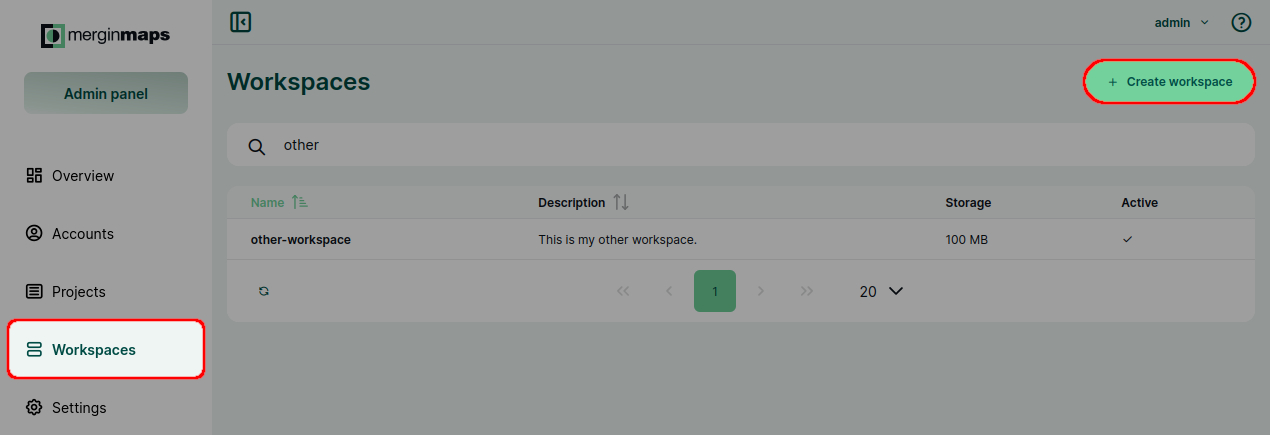 merginmaps
admin
Admin panel
Workspaces
+ Create workspace
other
Overview
Accounts
Projects
Workspaces
Settings
Name Description Storage Active
other-workspace This is my other workspace. 100 MB ✓
1 20